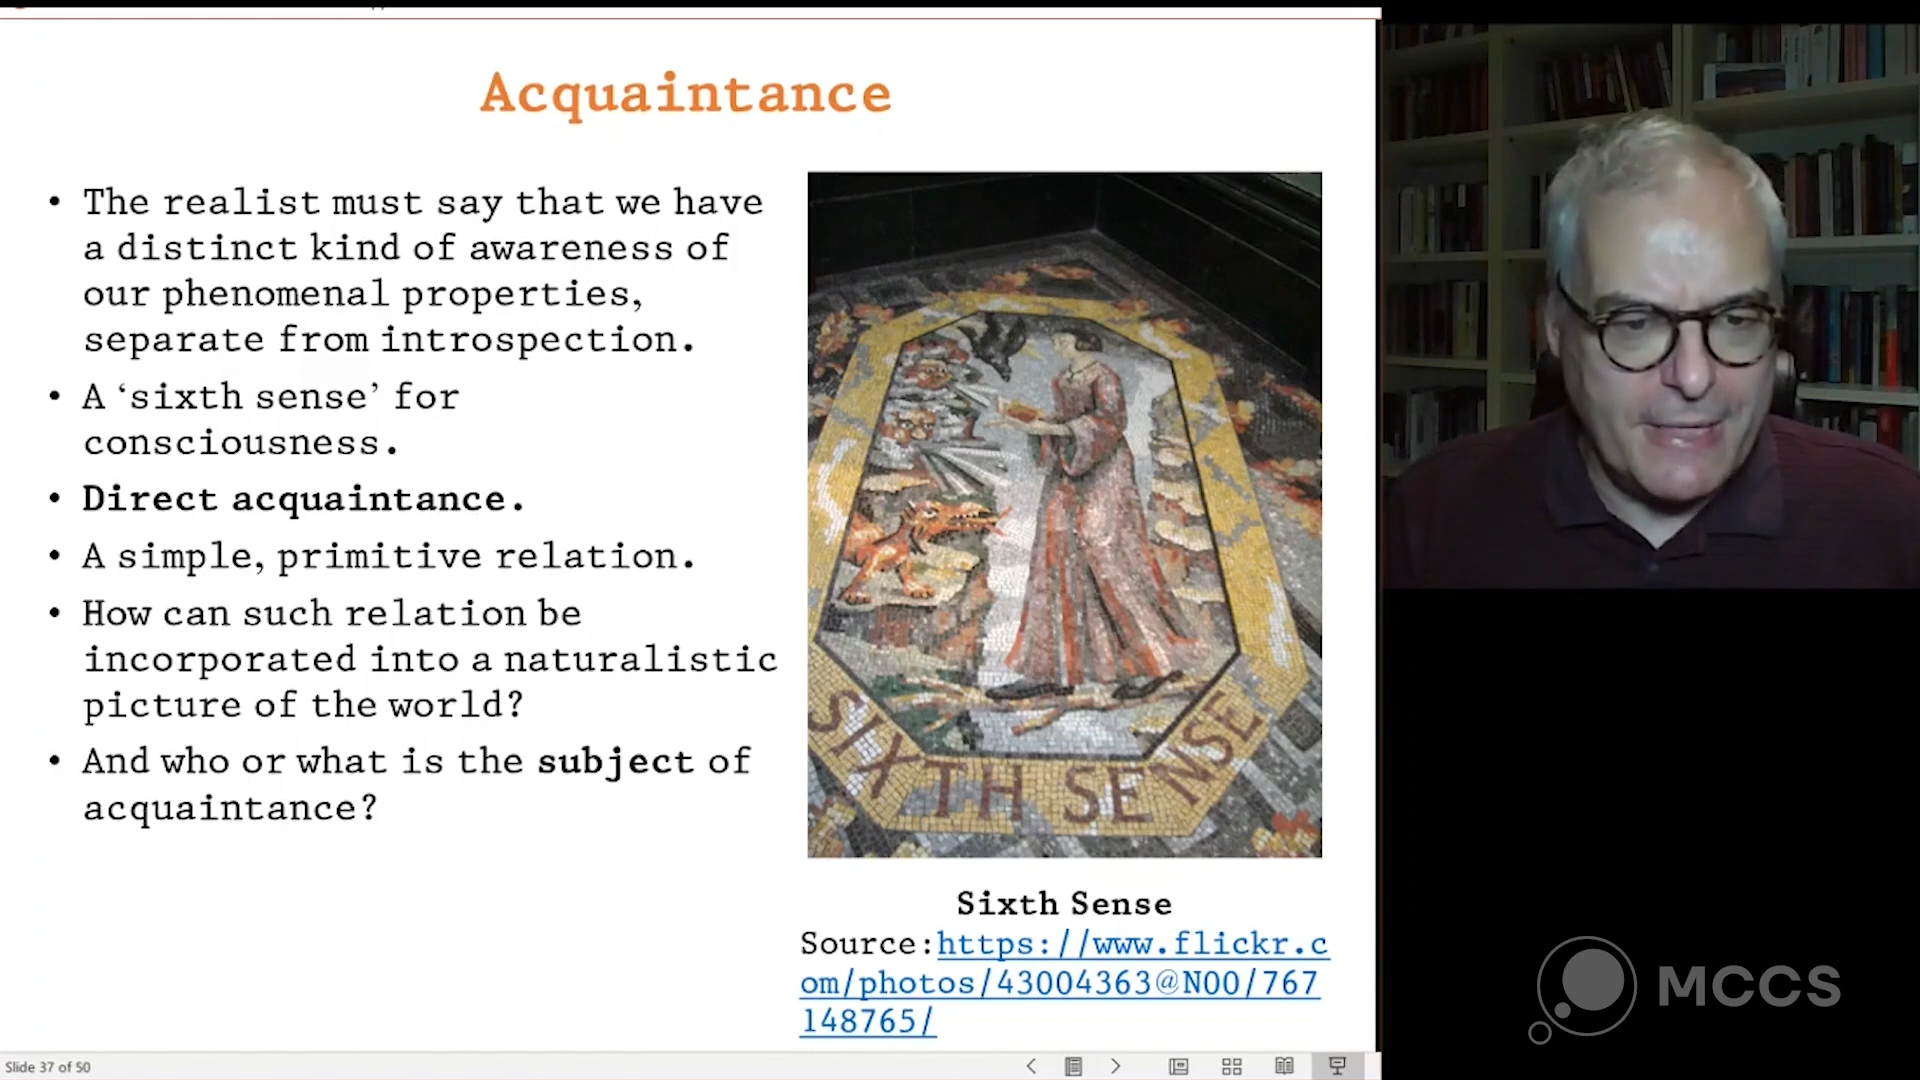 Acquaintance
• The realist must say that we have
a distinct kind of awareness of
our phenomenal properties,
separate from introspection.
• A ‘sixth sense’ for
consciousness.
• Direct acquaintance.
• A simple, primitive relation.
• How can such relation be
incorporated into a naturalistic
picture of the world?
• And who or what is the subject of
acquaintance?
SIXTH SENSE
Sixth Sense
Source:https://www.flickr.c
om/photos/43004363@N00/767
148765/
MCCS
Slide 37 of 50